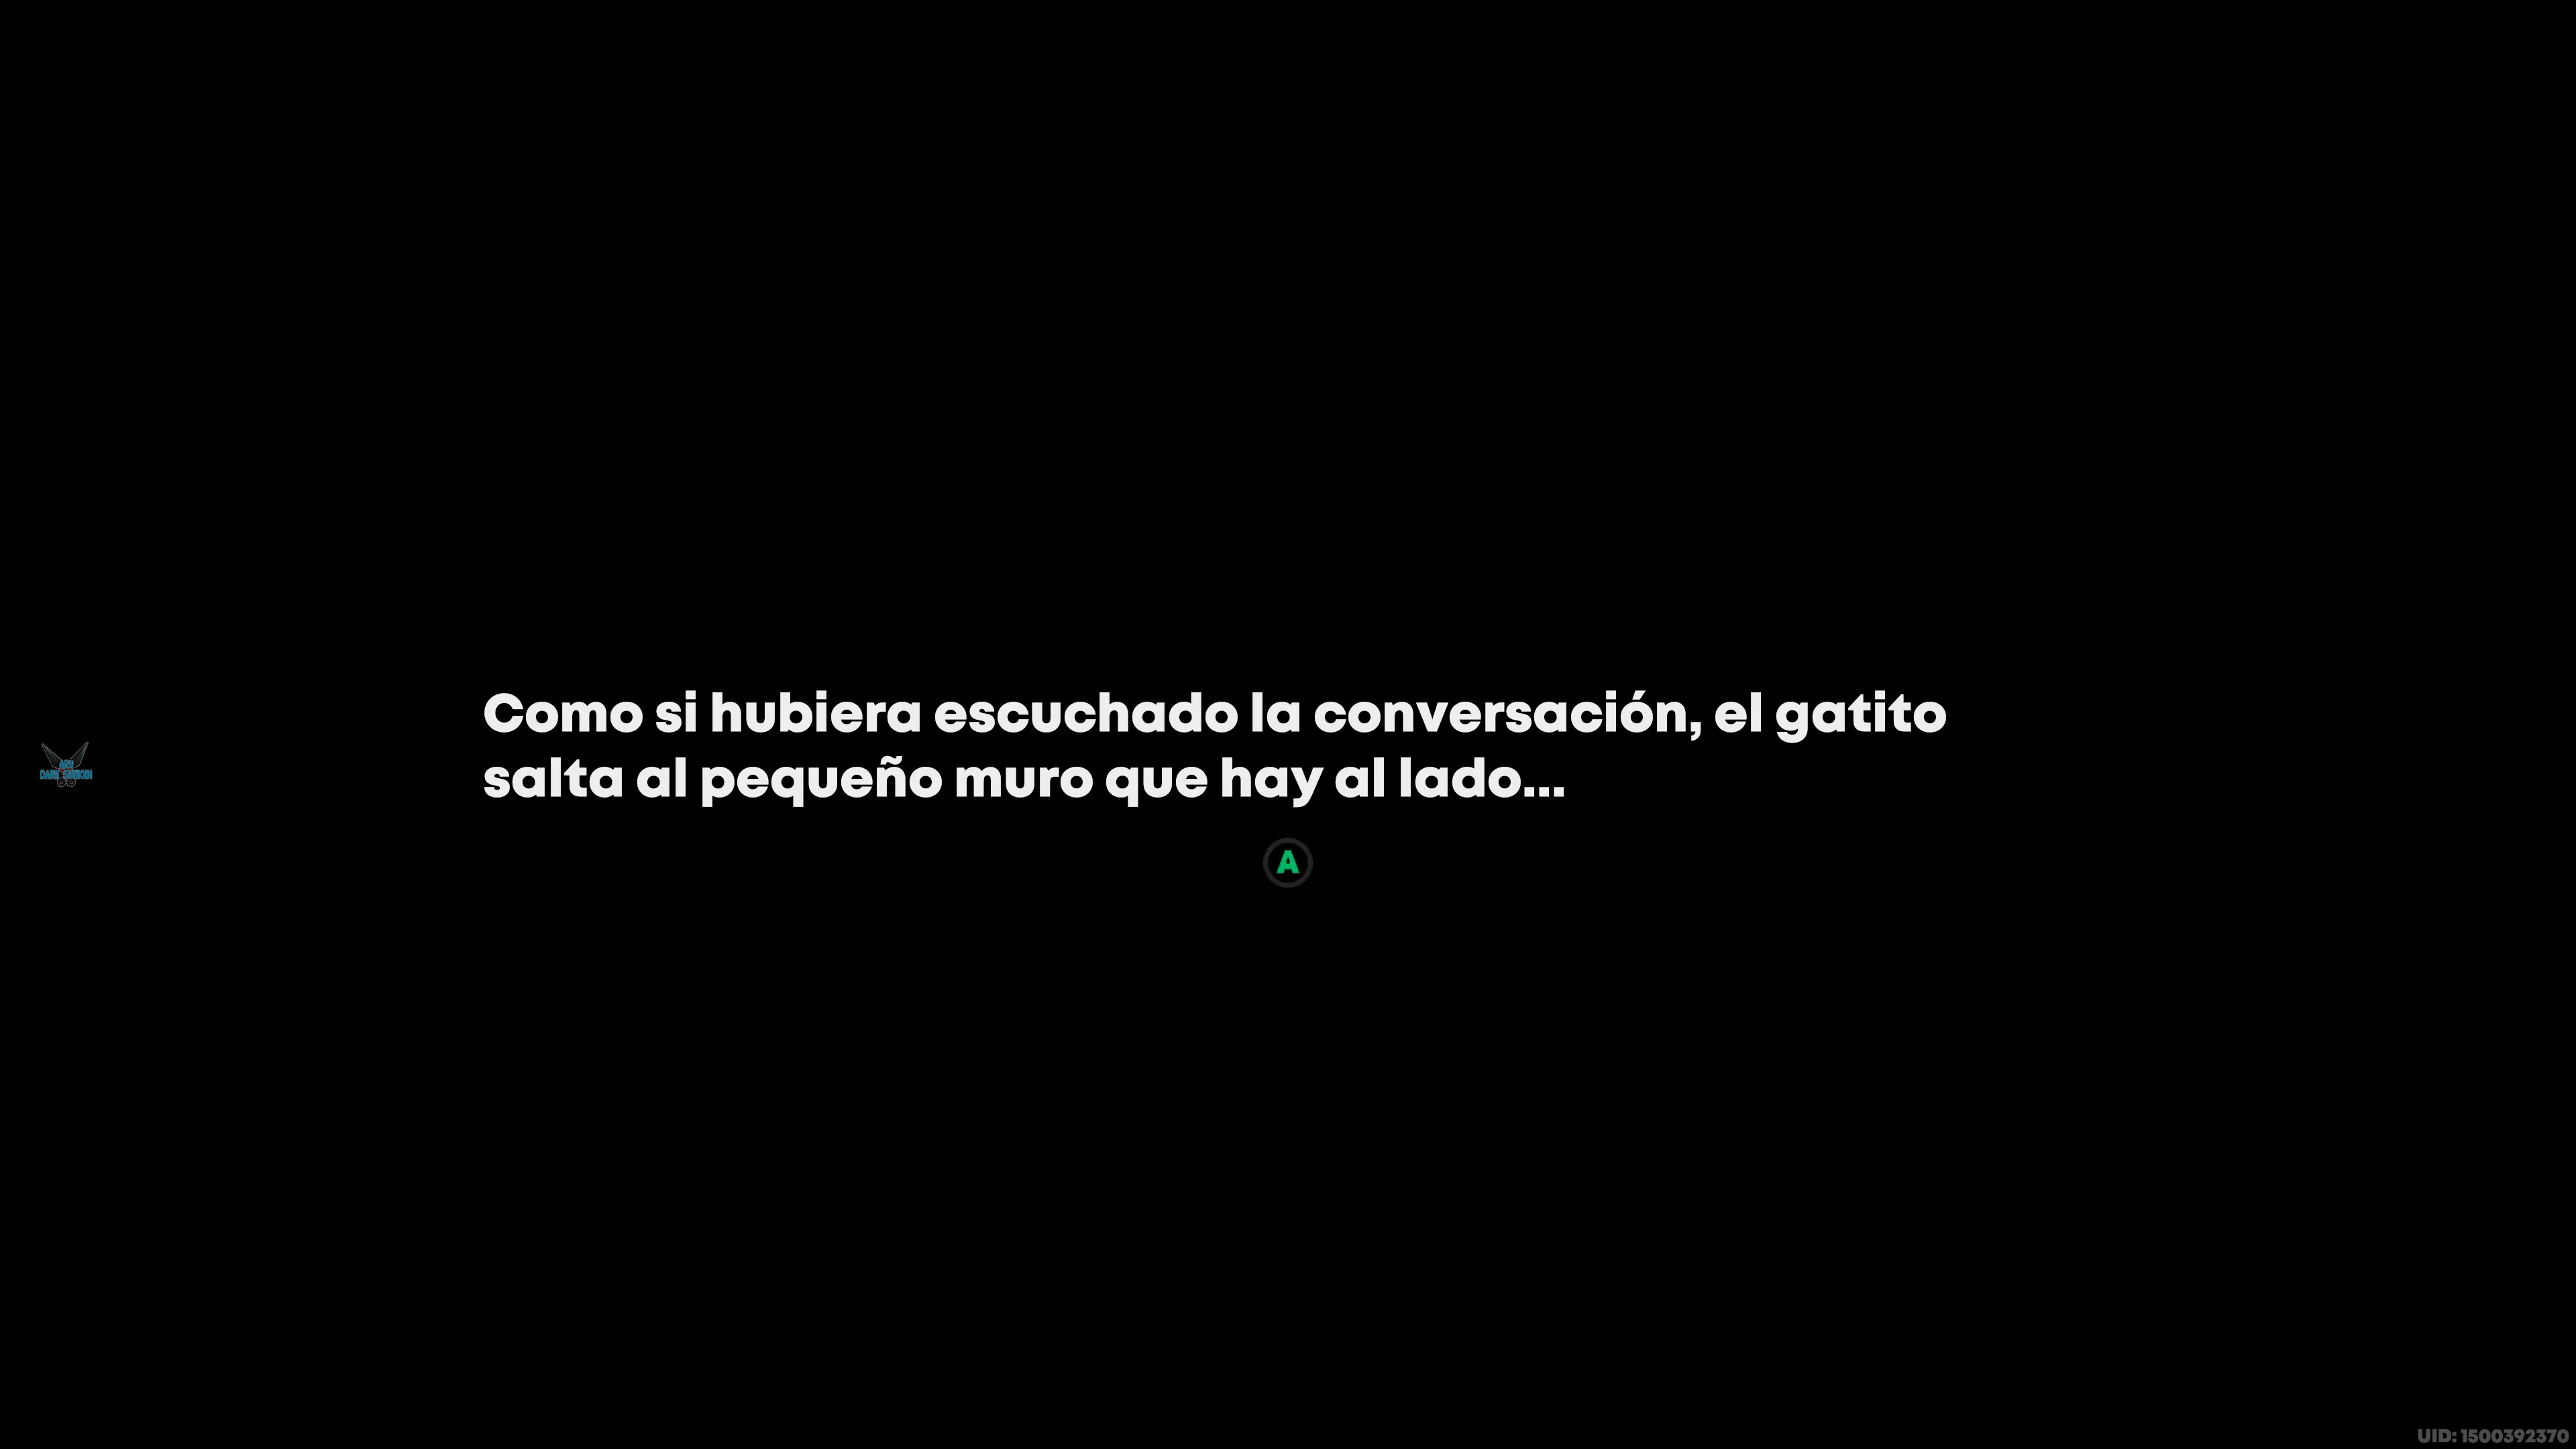 Como si hubiera escuchado la conversación, el gatito
salta al pequeño muro que hay al lado...
A
UID: 1500392370